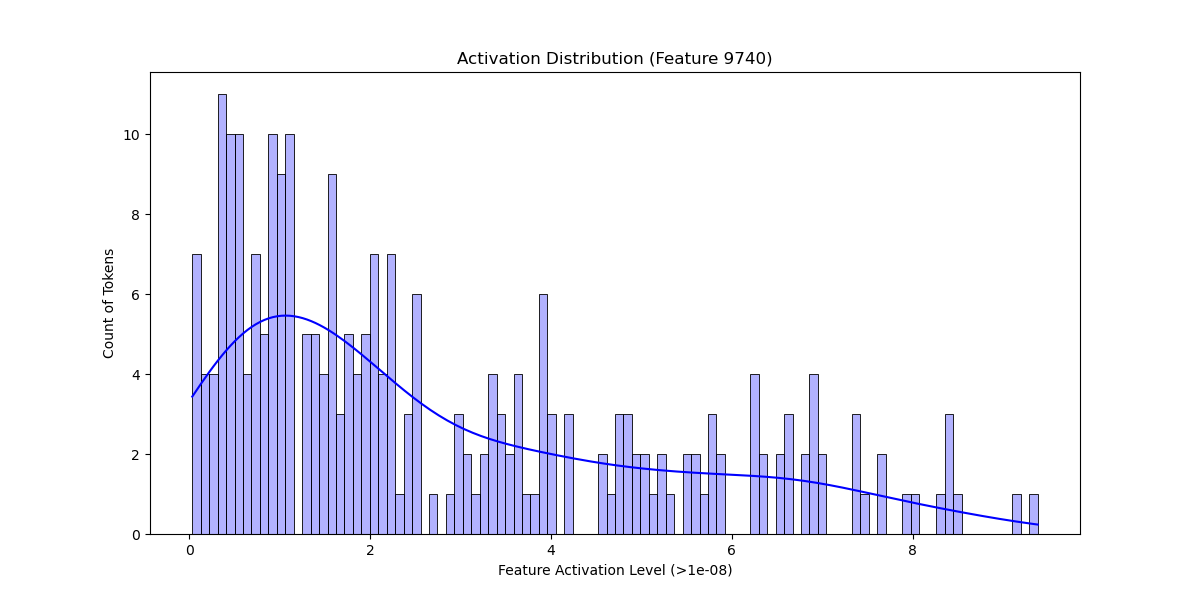 Activation Distribution (Feature 9740)
Count of Tokens
10
8
6
4
2
0
0 2 4 6 8
Feature Activation Level (>1e-08)